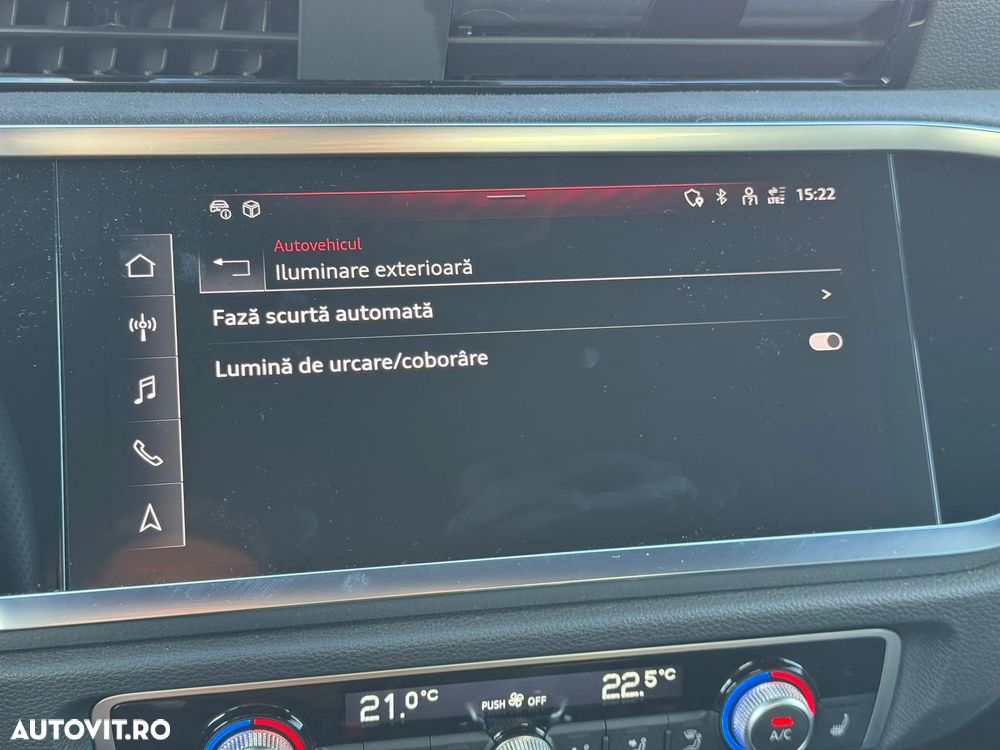 15:22
Autovehicul
Iluminare exterioară
Fază scurtă automată
Lumină de urcare/coborâre
21.0°C
PUSH OFF
22.5°C
A/C
AUTOVIT.RO